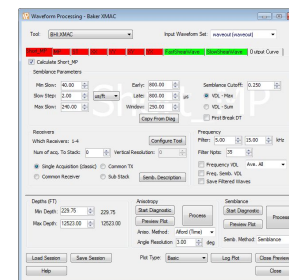 Waveform Processing - Baker XMAC
Tool: BHI.XMAC Input Waveform Set: waveout (waveout)
Short_MP FastShearWave SlowShearWave Output Curve
Calculate Short_MP
Semblance Parameters
Min Slow: 40.00 Early: 800.00 Semblance Cutoff: 0.250
Slow Step: 2.00 us/ft Late: 800.00 µs VDL - Max
Max Slow: 240.00 Window: 250.00 VDL - Sum
Copy From Diag. First Break DT
Receivers Frequency
Which Receivers: 1-4 Configure Tool Filter: 5.00 15.00 kHz
Num of acq. To Stack: 0 Vertical Resolution: Filter Npts: 35
Single Acquisition (classic) Common TX Frequency VDL Ave. All
Common Receiver Sub Stack Semb. Description Freq. Semb. VDL
Save Filtered Waves
Depths (FT) Anisotropy Semblance
Min Depth: 229.75 229.75 Start Diagnostic Process Start Diagnostic Process
Max Depth: 12523.00 12523.00 Preview Plot Preview Plot
Aniso. Method: Alford (Time)
Angle Resolution 3.00 deg Semb. Method: Semblance
Load Session Save Session Plot Type: Basic Log Plot Close Preview
Help Close